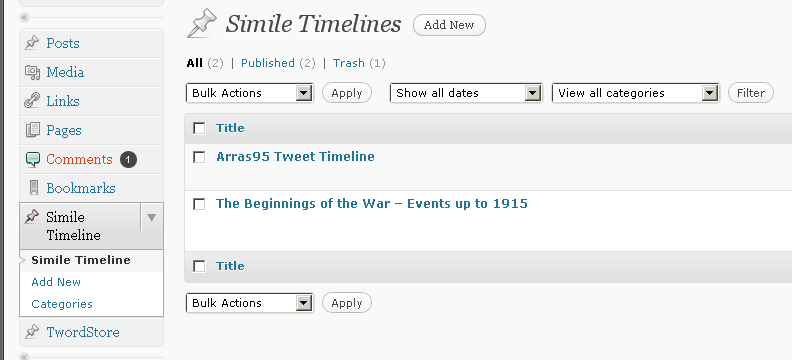 Simile Timelines Add New
All (2) | Published (2) | Trash (1)
Bulk Actions Apply Show all dates View all categories Filter
Title
Arras95 Tweet Timeline
The Beginnings of the War – Events up to 1915
Title
Bulk Actions Apply
Posts
Media
Links
Pages
Comments 1
Bookmarks
Simile
Timeline
Simile Timeline
Add New
Categories
TwordStore